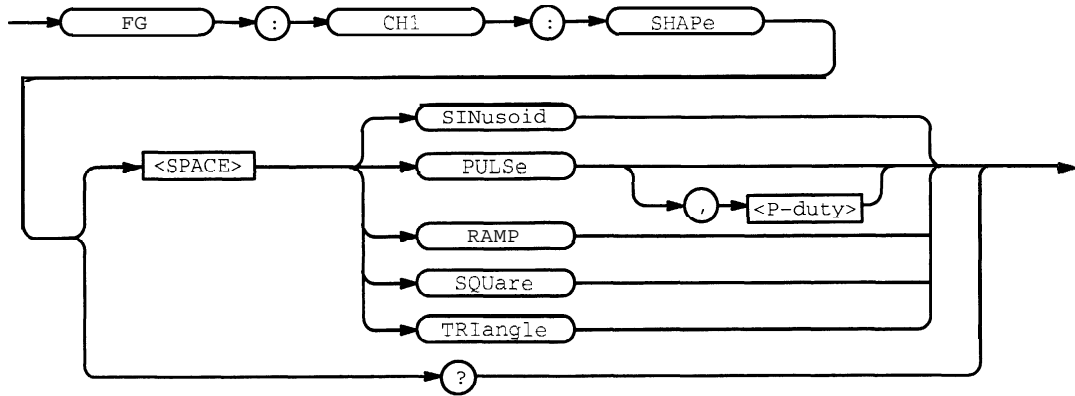 FG : CH1 : SHAPe
SINusoid
<SPACE> PULSe
, <P-duty>
RAMP
SQUare
TRIangle
?